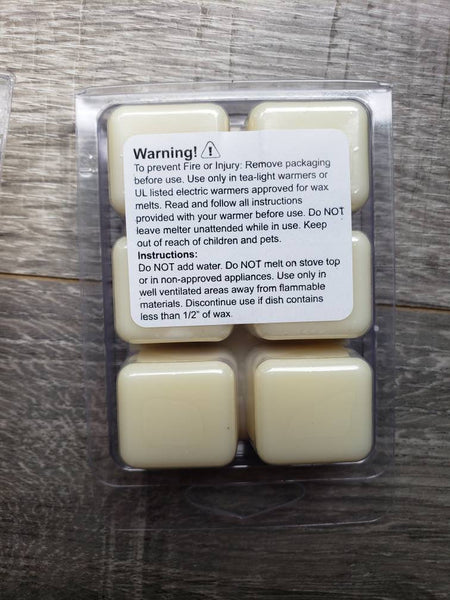 Warning!
To prevent Fire or Injury: Remove packaging
before use. Use only in tea-light warmers or
UL listed electric warmers approved for wax
melts. Read and follow all instructions
provided with your warmer before use. Do NOT
leave melter unattended while in use. Keep
out of reach of children and pets.
Instructions:
Do NOT add water. Do NOT melt on stove top
or in non-approved appliances. Use only in
well ventilated areas away from flammable
materials. Discontinue use if dish contains
less than 1/2" of wax.